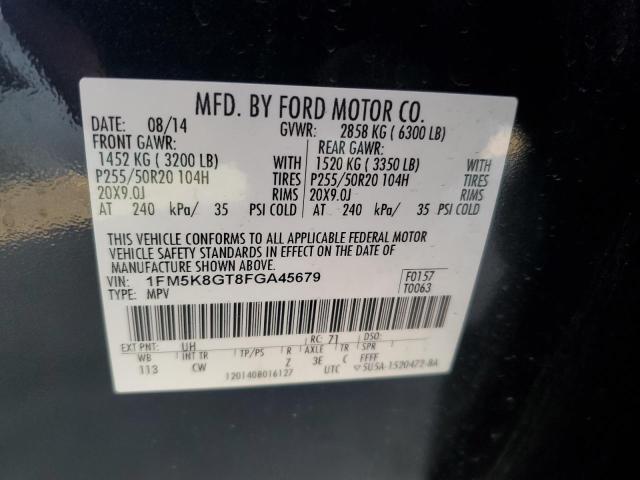 MFD. BY FORD MOTOR CO.
DATE: 08/14 GVWR: 2858 KG ( 6300 LB)
FRONT GAWR: REAR GAWR:
1452 KG ( 3200 LB) WITH 1520 KG ( 3350 LB) WITH
P255/50R20 104H TIRES P255/50R20 104H TIRES
20X9.0J RIMS 20X9.0J RIMS
AT 240 kPa/ 35 PSI COLD AT 240 kPa/ 35 PSI COLD
THIS VEHICLE CONFORMS TO ALL APPLICABLE FEDERAL MOTOR
VEHICLE SAFETY STANDARDS IN EFFECT ON THE DATE OF
MANUFACTURE SHOWN ABOVE.
VIN: 1FM5K8GT8FGA45679 F0157
TYPE: MPV T0063
EXT PNT: UH RC: 71 DSO:
WB INT TR TP/PS R AXLE TR SPR
113 CW Z 3E C FFFF
1201408016127 UTC ▽5U5A-1520472-BA